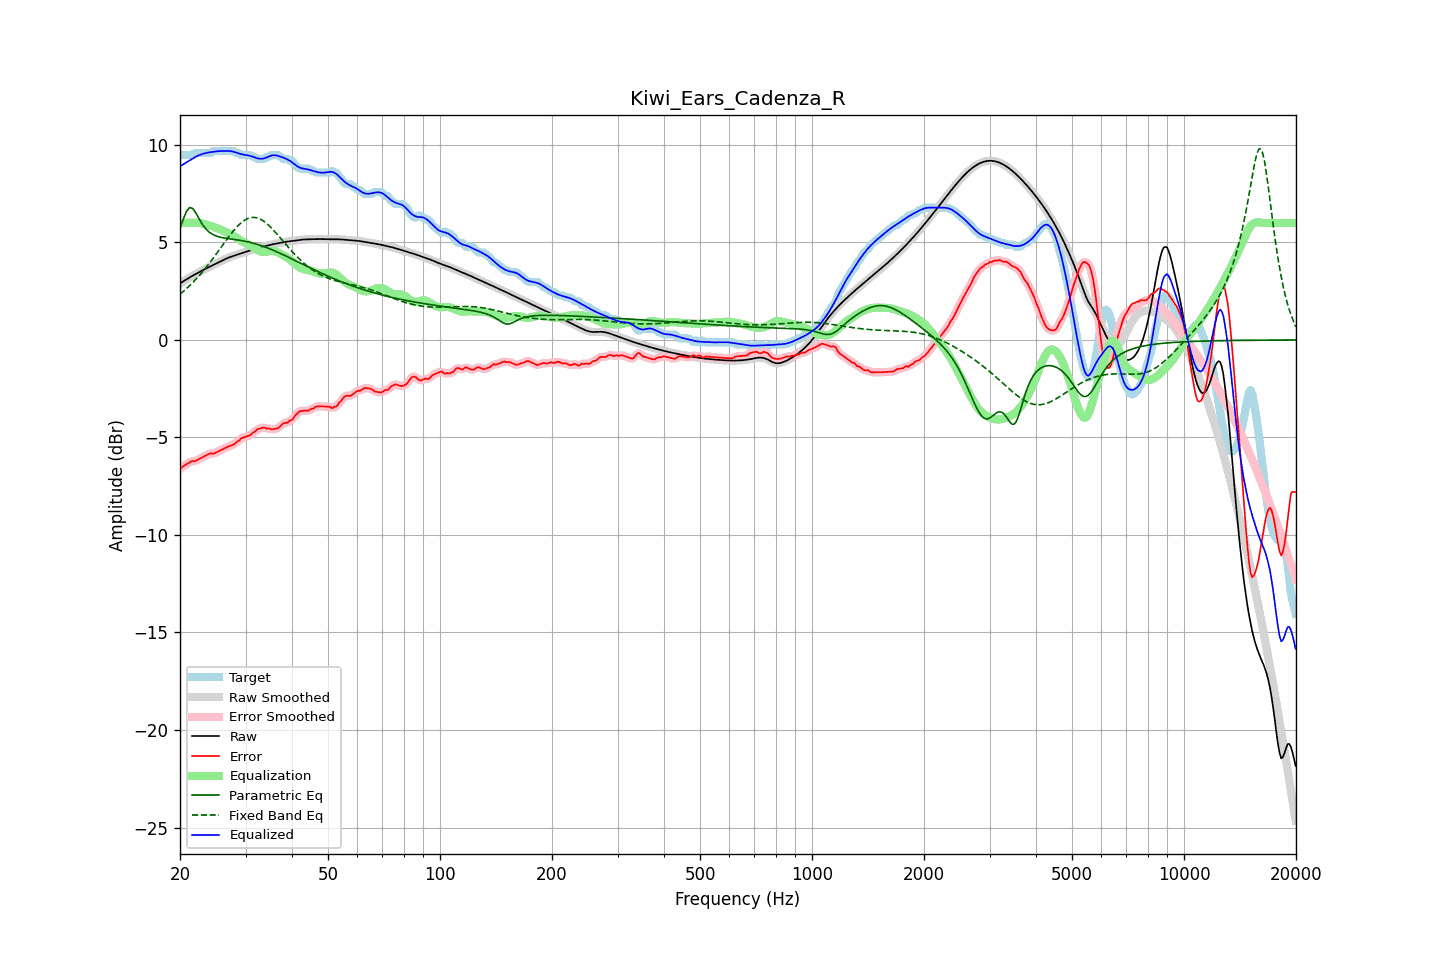 Kiwi_Ears_Cadenza_R
Amplitude (dBr)
10
5
0
−5
−10
−15
−20
−25
Target
Raw Smoothed
Error Smoothed
Raw
Error
Equalization
Parametric Eq
Fixed Band Eq
Equalized
20 50 100 200 500 1000 2000 5000 10000 20000
Frequency (Hz)